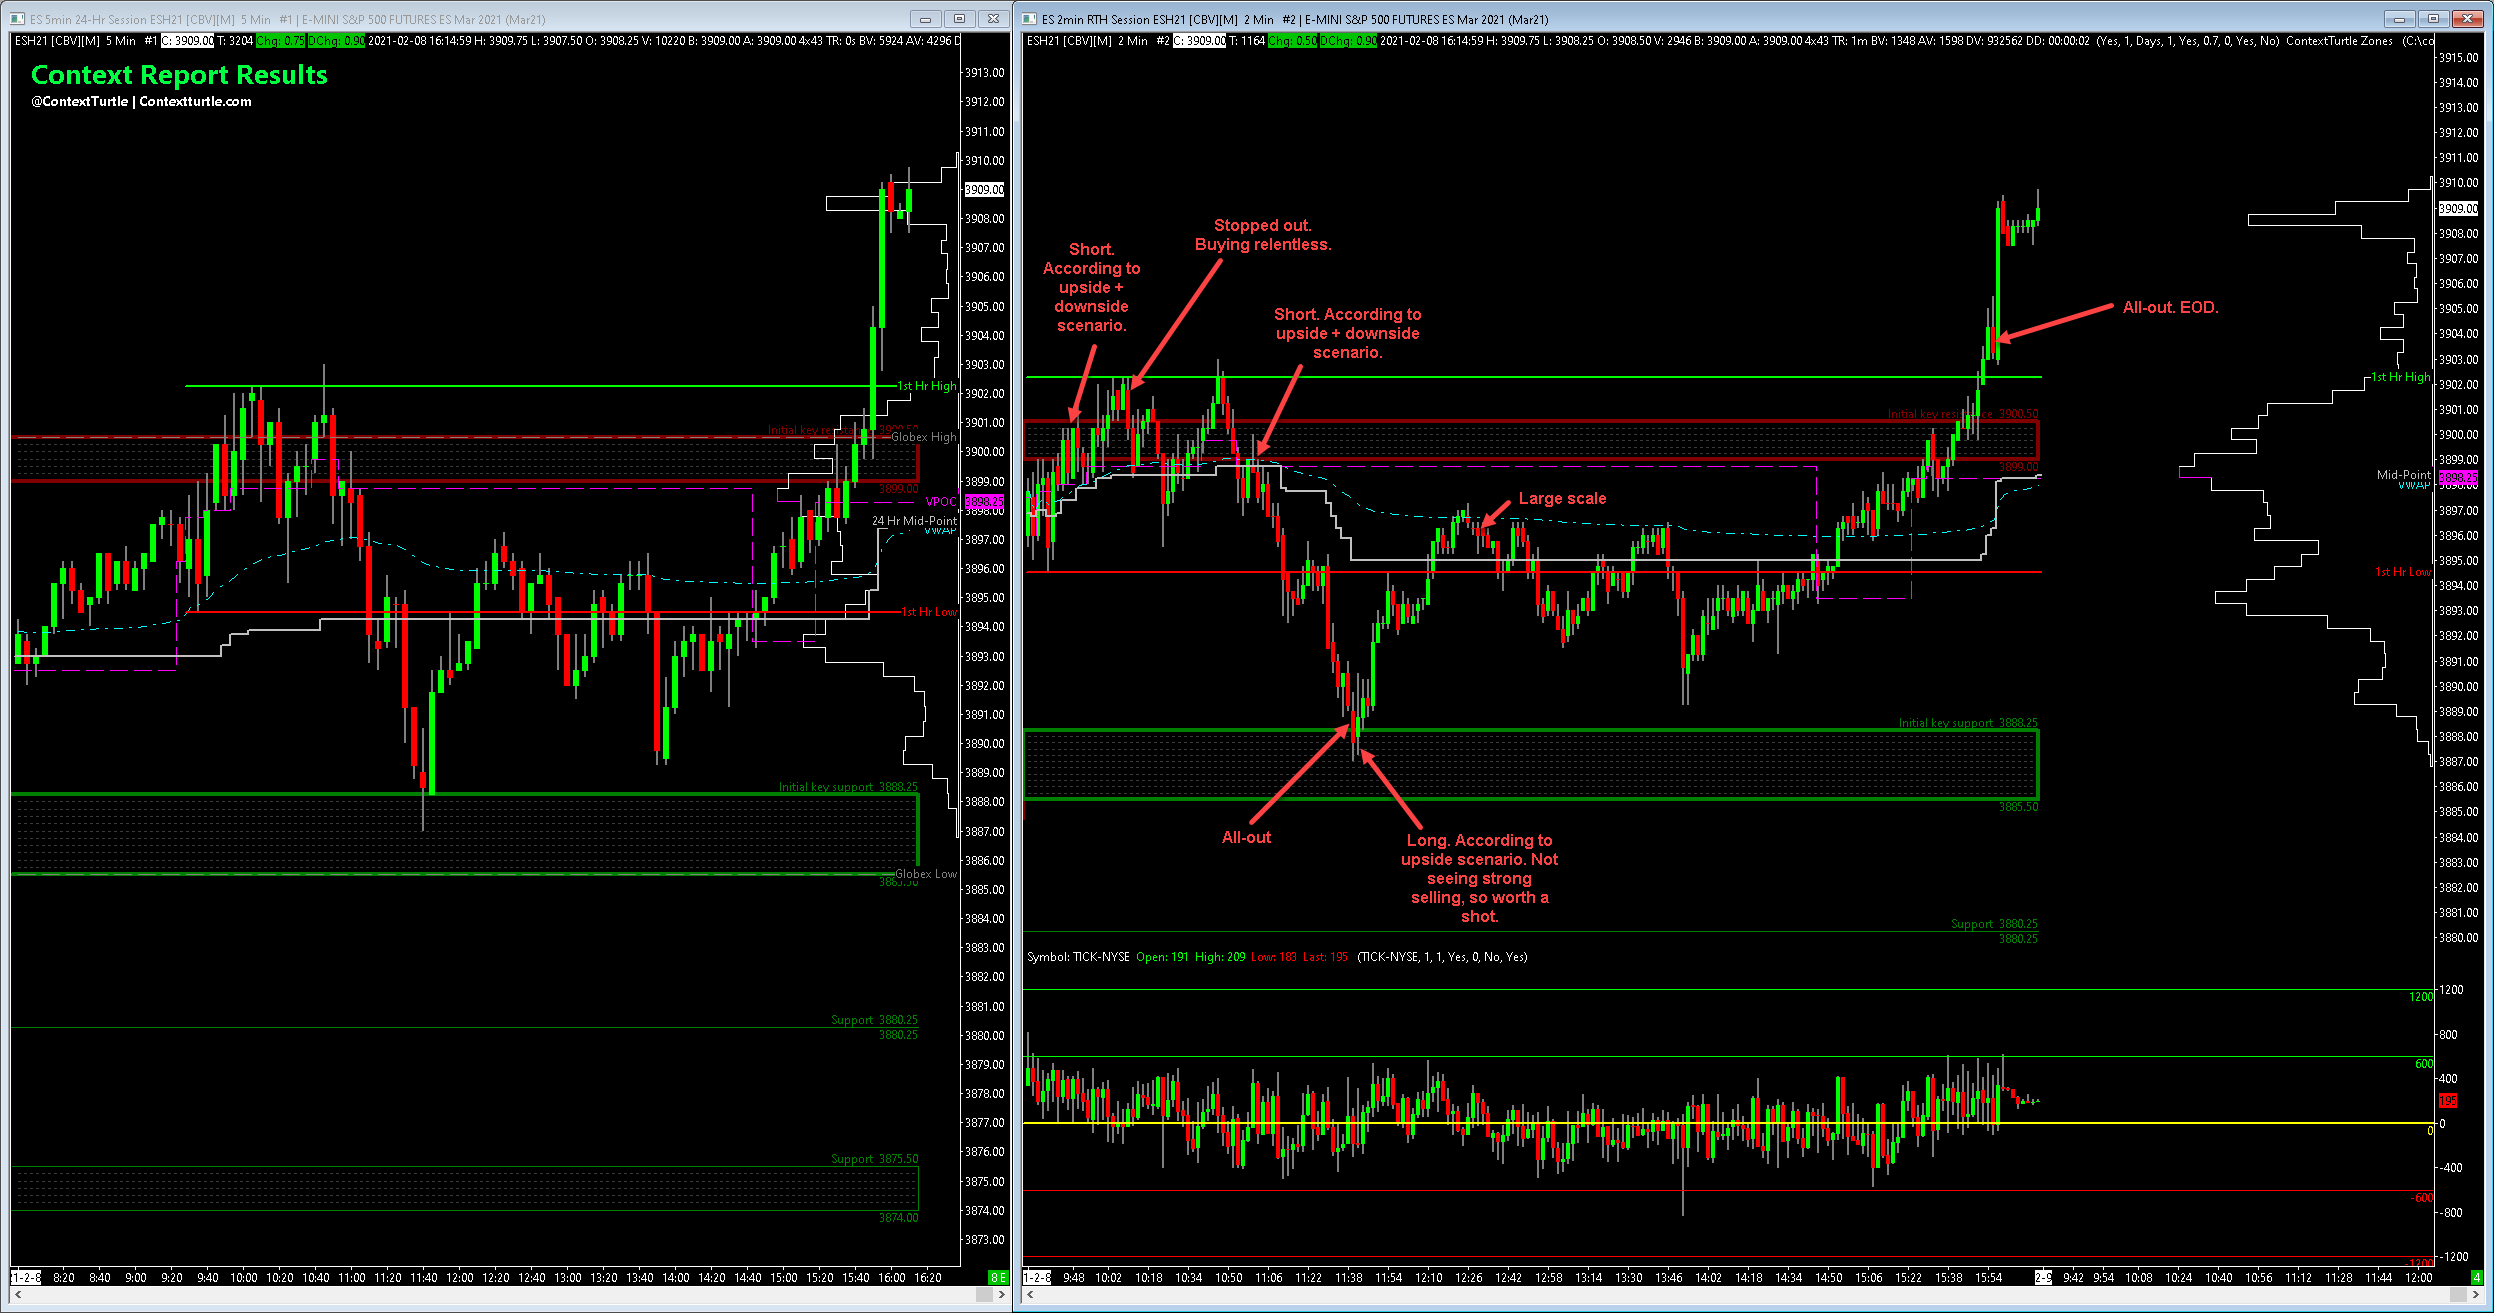 ES 5min 24-Hr Session ESH21 [CBV][M]  5 Min   #1 | E-MINI S&P 500 FUTURES ES Mar 2021 (Mar21)
ESH21 [CBV][M]  5 Min   #1 C: 3909.00 T: 3204 Chg: 0.75 DChg: 0.90 2021-02-08 16:14:59 H: 3909.75 L: 3907.50 O: 3908.25 V: 10220 B: 3909.00 A: 3909.00 4x43 TR: 0s BV: 5924 AV: 4296 D
Context Report Results
@ContextTurtle | Contextturtle.com
3913.00
3912.00
3911.00
3910.00
3909.00
3908.00
3907.00
3906.00
3905.00
3904.00
3903.00
1st Hr High
3902.00
3901.00
Globex High
3900.00
3899.00
3899.00
VPOC
3898.25
3898.00
24 Hr Mid-Point
VWAP
3897.00
3896.00
3895.00
1st Hr Low
3894.00
3893.00
3892.00
3891.00
3890.00
3889.00
Initial key support  3888.25
3888.00
3887.00
3886.00
Globex Low
3885.00
3884.00
3883.00
3882.00
3881.00
Support  3880.25
3880.25
3880.00
3879.00
3878.00
3877.00
3876.00
Support  3875.50
3875.00
3874.00
3874.00
3873.00
1-2-8 8:20 8:40 9:00 9:20 9:40 10:00 10:20 10:40 11:00 11:20 11:40 12:00 12:20 12:40 13:00 13:20 13:40 14:00 14:20 14:40 15:00 15:20 15:40 16:00 16:20 8 E
ES 2min RTH Session ESH21 [CBV][M]  2 Min   #2 | E-MINI S&P 500 FUTURES ES Mar 2021 (Mar21)
ESH21 [CBV][M]  2 Min   #2 C: 3909.00 T: 1164 Chg: 0.50 DChg: 0.90 2021-02-08 16:14:59 H: 3909.75 L: 3908.25 O: 3908.50 V: 2946 B: 3909.00 A: 3909.00 4x43 TR: 1m BV: 1348 AV: 1598 DV: 932562 DD: 00:00:02  (Yes, 1, Days, 1, Yes, 0.7, 0, Yes, No)  ContextTurtle Zones   (C:\co
Short.
According to
upside +
downside
scenario.
Stopped out.
Buying relentless.
Short. According to
upside + downside
scenario.
All-out. EOD.
Large scale
All-out
Long. According to
upside scenario. Not
seeing strong
selling, so worth a
shot.
3915.00
3914.00
3913.00
3912.00
3911.00
3910.00
3909.00
3908.00
3907.00
3906.00
3905.00
3904.00
3903.00
1st Hr High
3902.00
3901.00
3900.50
3900.00
3899.00
3899.00
Mid-Point
3898.25
VWAP
3897.00
3896.00
3895.00
1st Hr Low
3894.00
3893.00
3892.00
3891.00
3890.00
3889.00
Initial key support  3888.25
3888.00
3887.00
3886.00
3885.50
3885.00
3884.00
3883.00
3882.00
3881.00
Support  3880.25
3880.25
3880.00
Symbol: TICK-NYSE  Open: 191  High: 209  Low: 183  Last: 195   (TICK-NYSE, 1, 1, Yes, 0, No, Yes)
1200
1200
800
600
400
195
0
0
-400
-600
-800
-1200
-1200
1-2-8 9:48 10:02 10:18 10:34 10:50 11:06 11:22 11:38 11:54 12:10 12:26 12:42 12:58 13:14 13:30 13:46 14:02 14:18 14:34 14:50 15:06 15:22 15:38 15:54 2-9 9:42 9:54 10:08 10:24 10:40 10:56 11:12 11:28 11:44 12:00 4